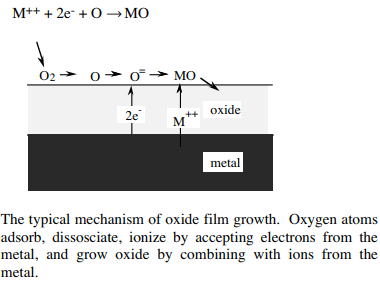 M⁺⁺ + 2e⁻ + O → MO
O₂ → O → O⁼ → MO
oxide
2e⁻
M⁺⁺
metal
The typical mechanism of oxide film growth. Oxygen atoms
adsorb, dissosciate, ionize by accepting electrons from the
metal, and grow oxide by combining with ions from the
metal.